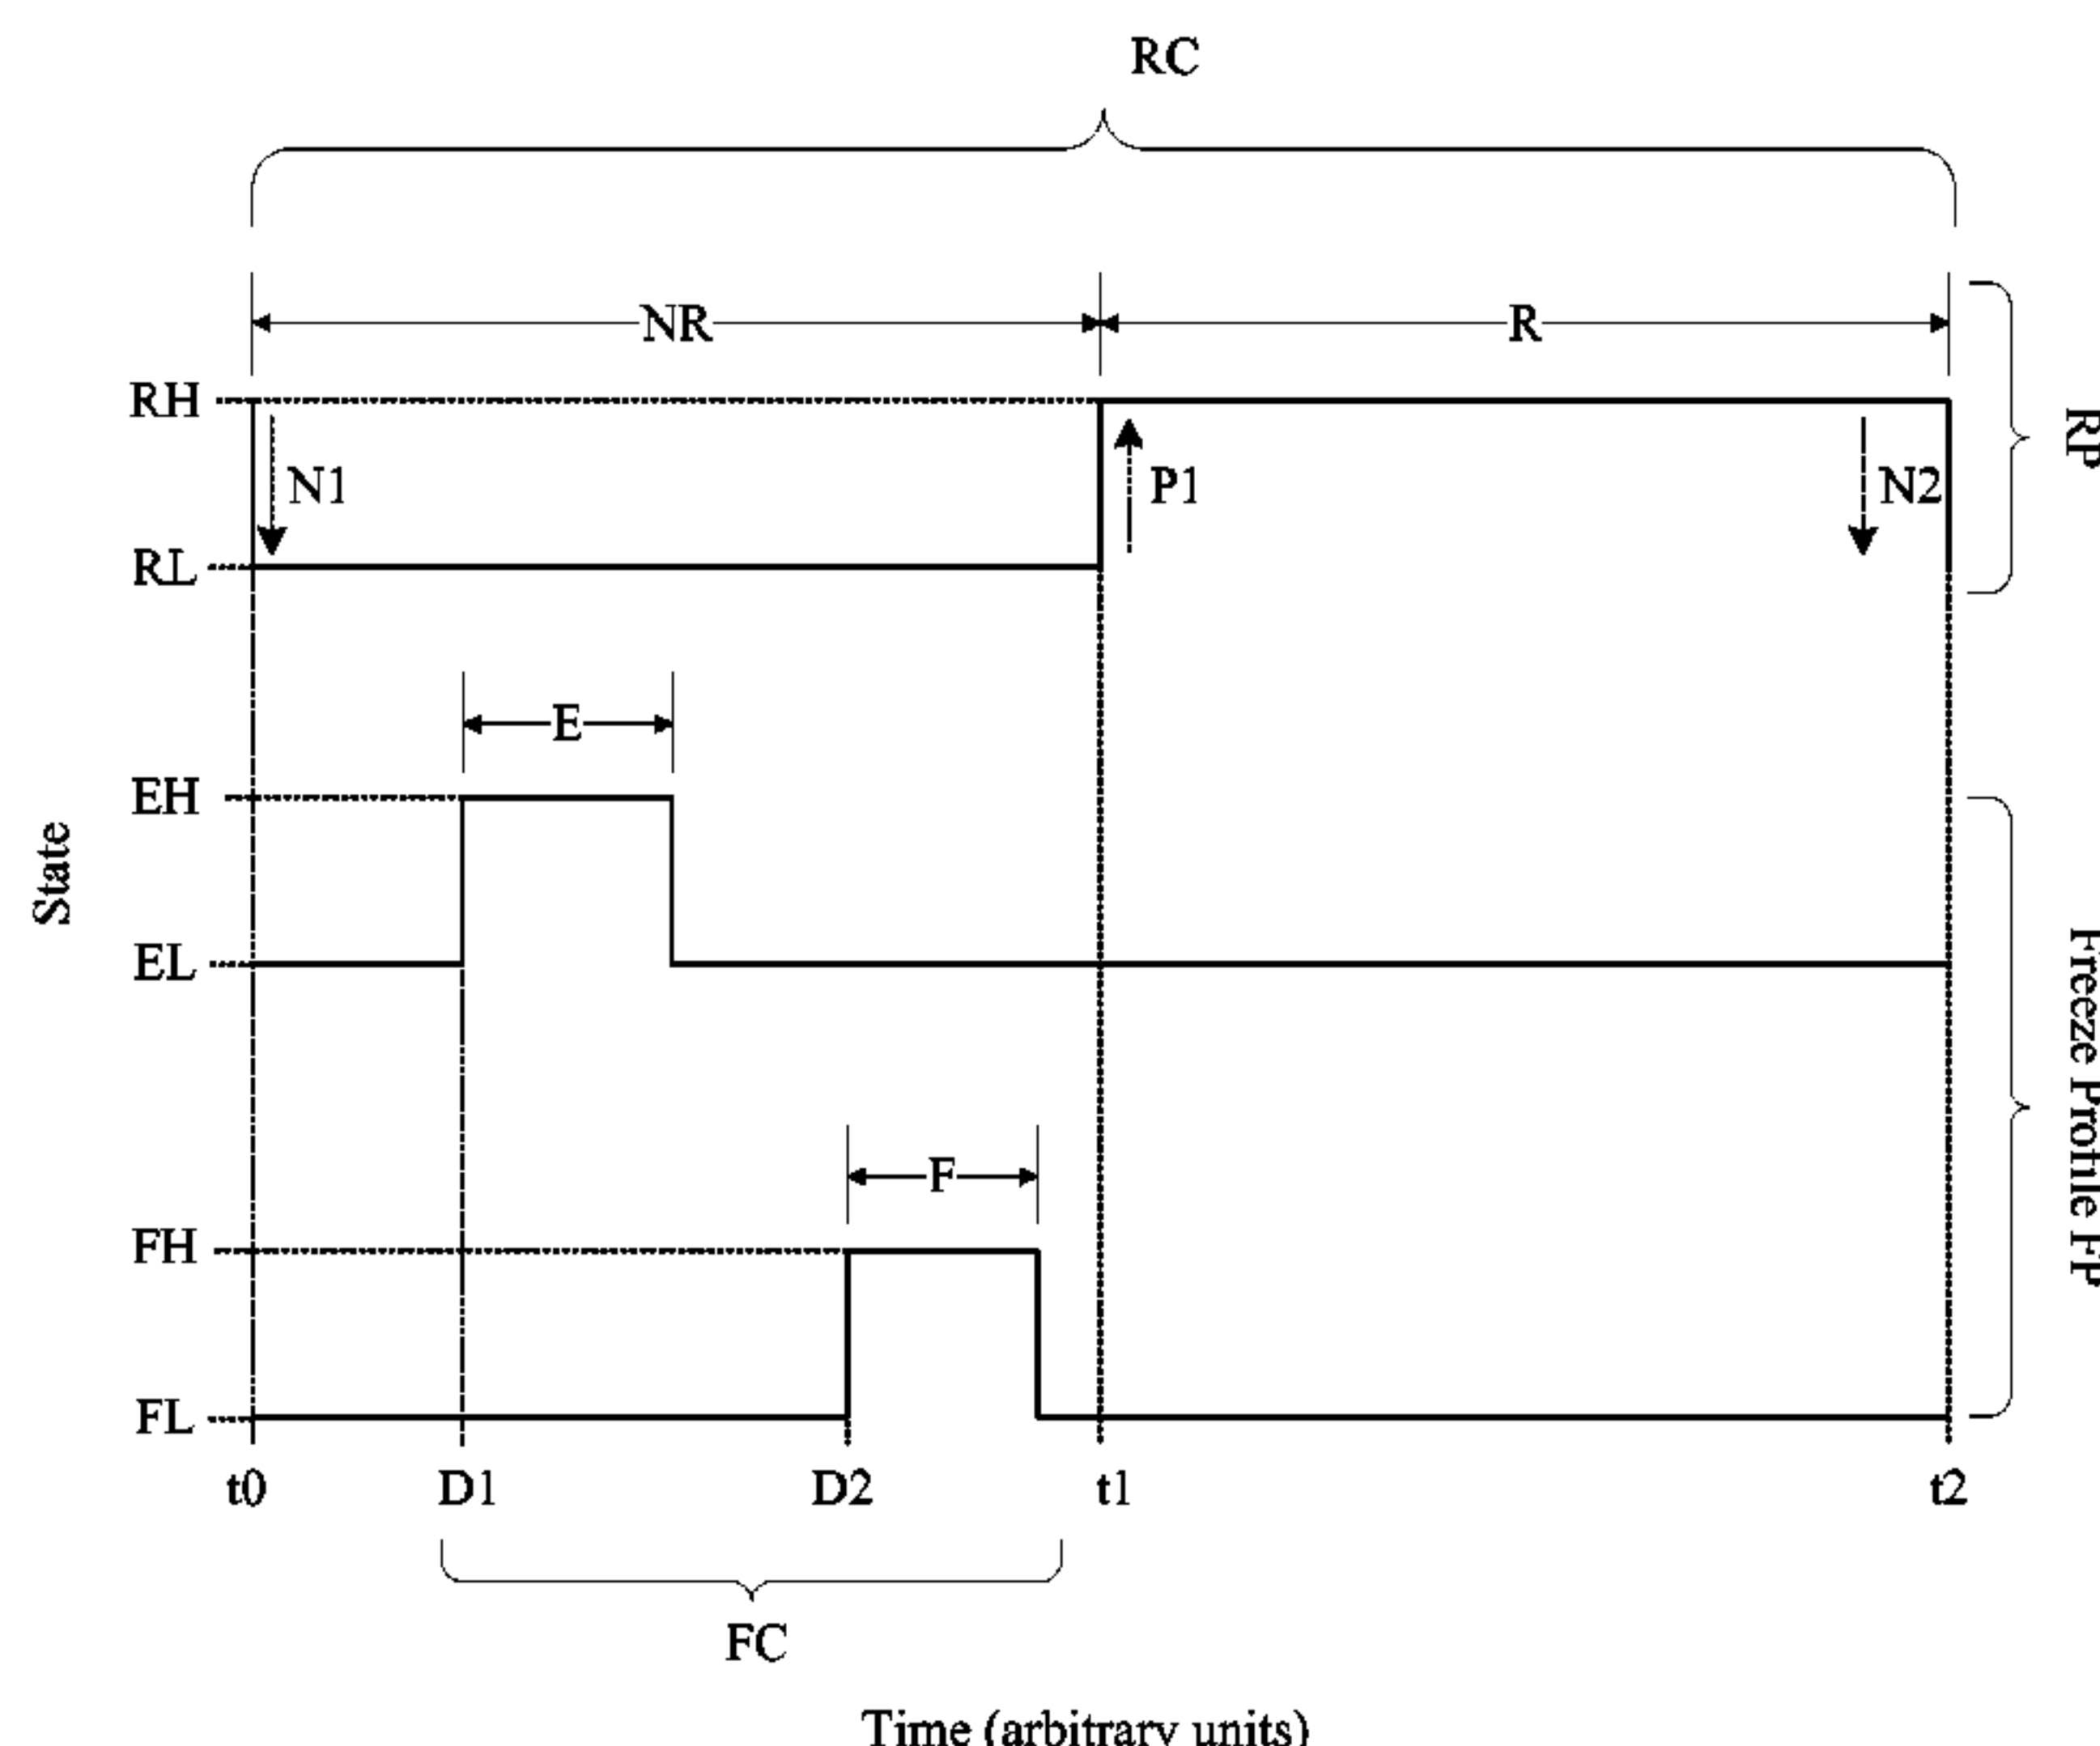 RC
NR
R
RH
N1
P1
N2
RL
RP
E
EH
State
EL
Freeze Profile FP
F
FH
FL
t0
D1
D2
t1
t2
FC
Time (arbitrary units)